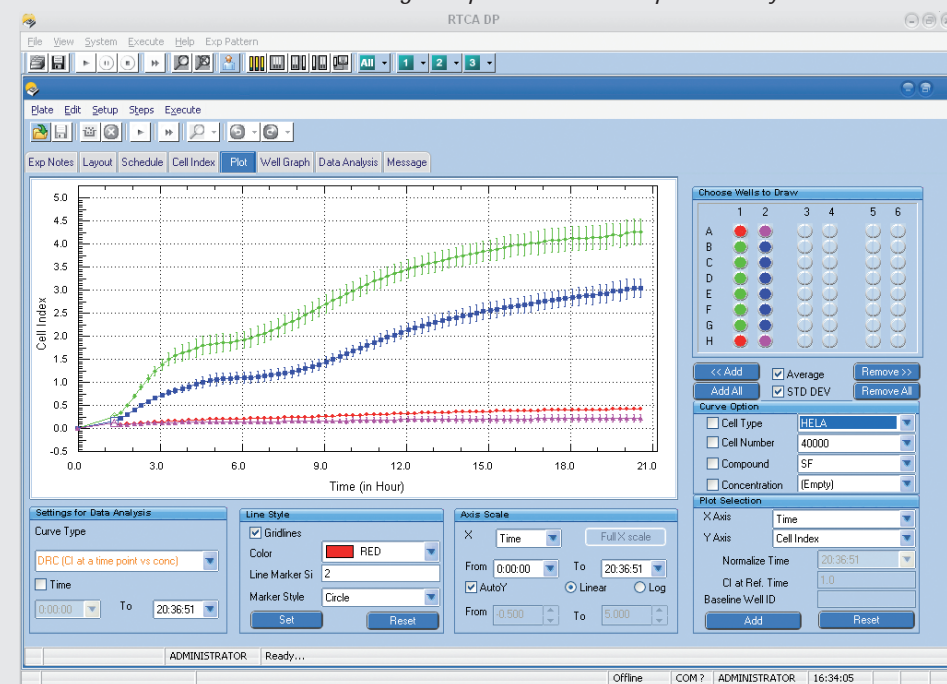 RTCA DP
File View System Execute Help Exp Pattern
All 1 2 3
Plate Edit Setup Steps Execute
Exp Notes Layout Schedule Cell Index Plot Well Graph Data Analysis Message
5.0
4.5
4.0
3.5
3.0
2.5
2.0
1.5
1.0
0.5
0.0
-0.5
Cell Index
0.0 3.0 6.0 9.0 12.0 15.0 18.0 21.0
Time (in Hour)
Choose Wells to Draw
1 2 3 4 5 6
A
B
C
D
E
F
G
H
<< Add Average Remove >>
Add All STD DEV Remove All
Curve Option
Cell Type HELA
Cell Number 40000
Compound SF
Concentration (Empty)
Plot Selection
X Axis Time
Y Axis Cell Index
Normalize Time 20:36:51
CI at Ref. Time 1.0
Baseline Well ID
Add Reset
Settings for Data Analysis
Curve Type
DRC (CI at a time point vs conc)
Time
0:00:00 To 20:36:51
Line Style
Gridlines
Color RED
Line Marker Si 2
Marker Style Circle
Set Reset
Axis Scale
X Time Full X scale
From 0:00:00 To 20:36:51
AutoY Linear Log
From -0.500 To 5.000
ADMINISTRATOR Ready...
Offline COM ? ADMINISTRATOR 16:34:05